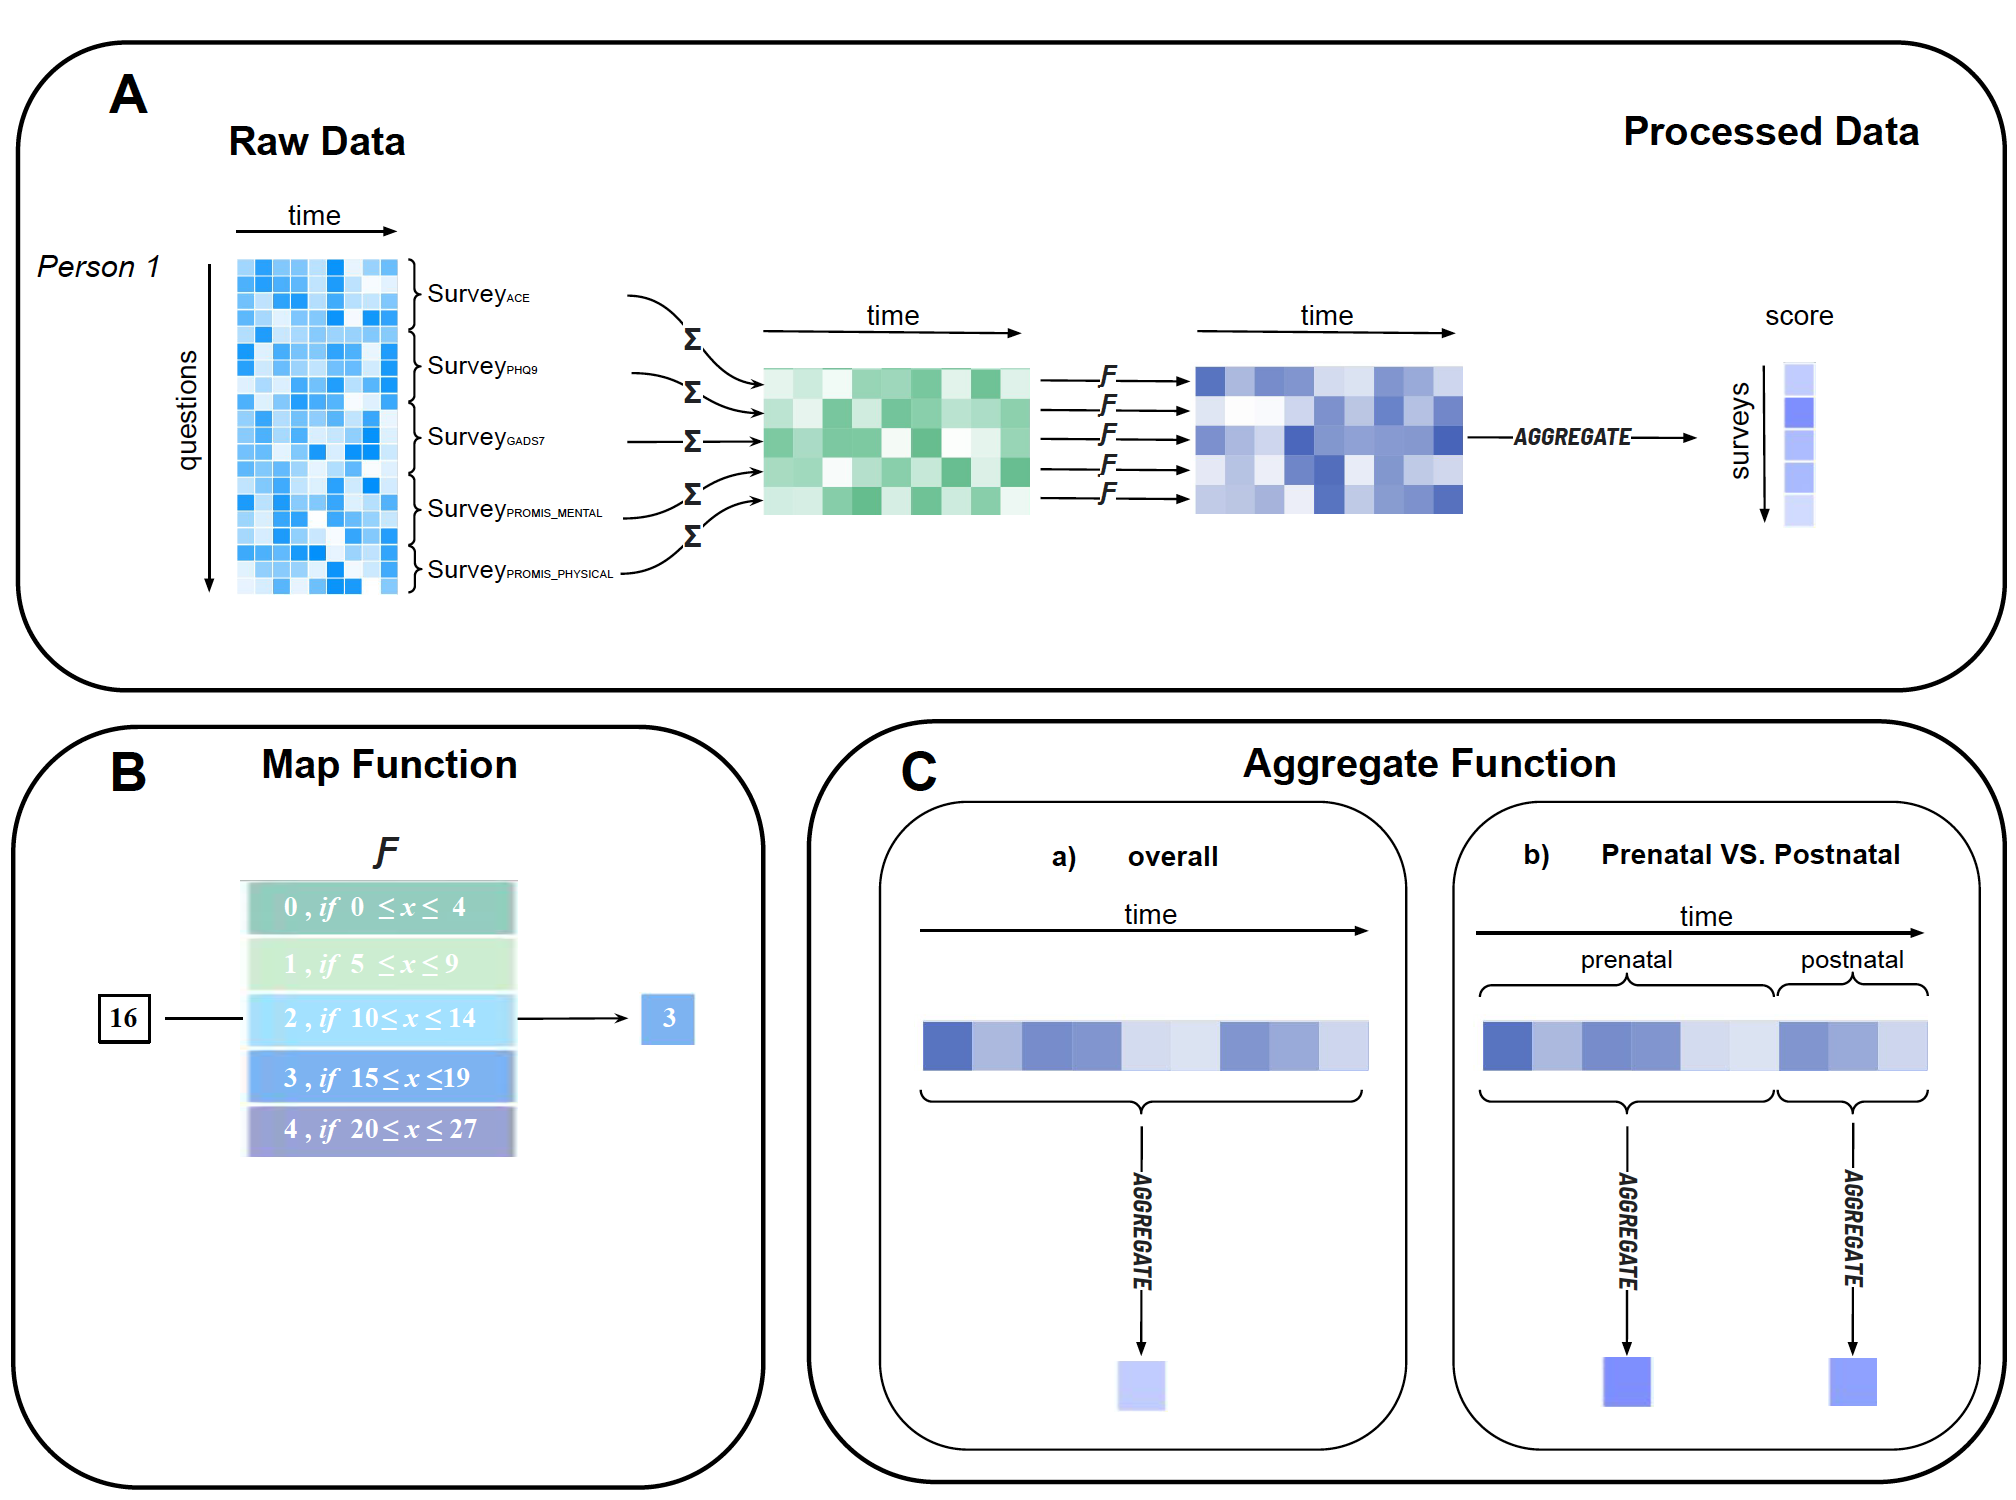 A
Raw Data
Processed Data
time
Person 1
questions
SurveyACE
SurveyPHQ9
SurveyGADS7
SurveyPROMIS_MENTAL
SurveyPROMIS_PHYSICAL
Σ
Σ
Σ
Σ
Σ
time
F
F
F
F
F
time
AGGREGATE
score
surveys
B
Map Function
F
0 , if 0 ≤ x ≤ 4
1 , if 5 ≤ x ≤ 9
2 , if 10 ≤ x ≤ 14
3 , if 15 ≤ x ≤19
4 , if 20 ≤ x ≤ 27
16
3
C
Aggregate Function
a) overall
time
AGGREGATE
b) Prenatal VS. Postnatal
time
prenatal postnatal
AGGREGATE
AGGREGATE